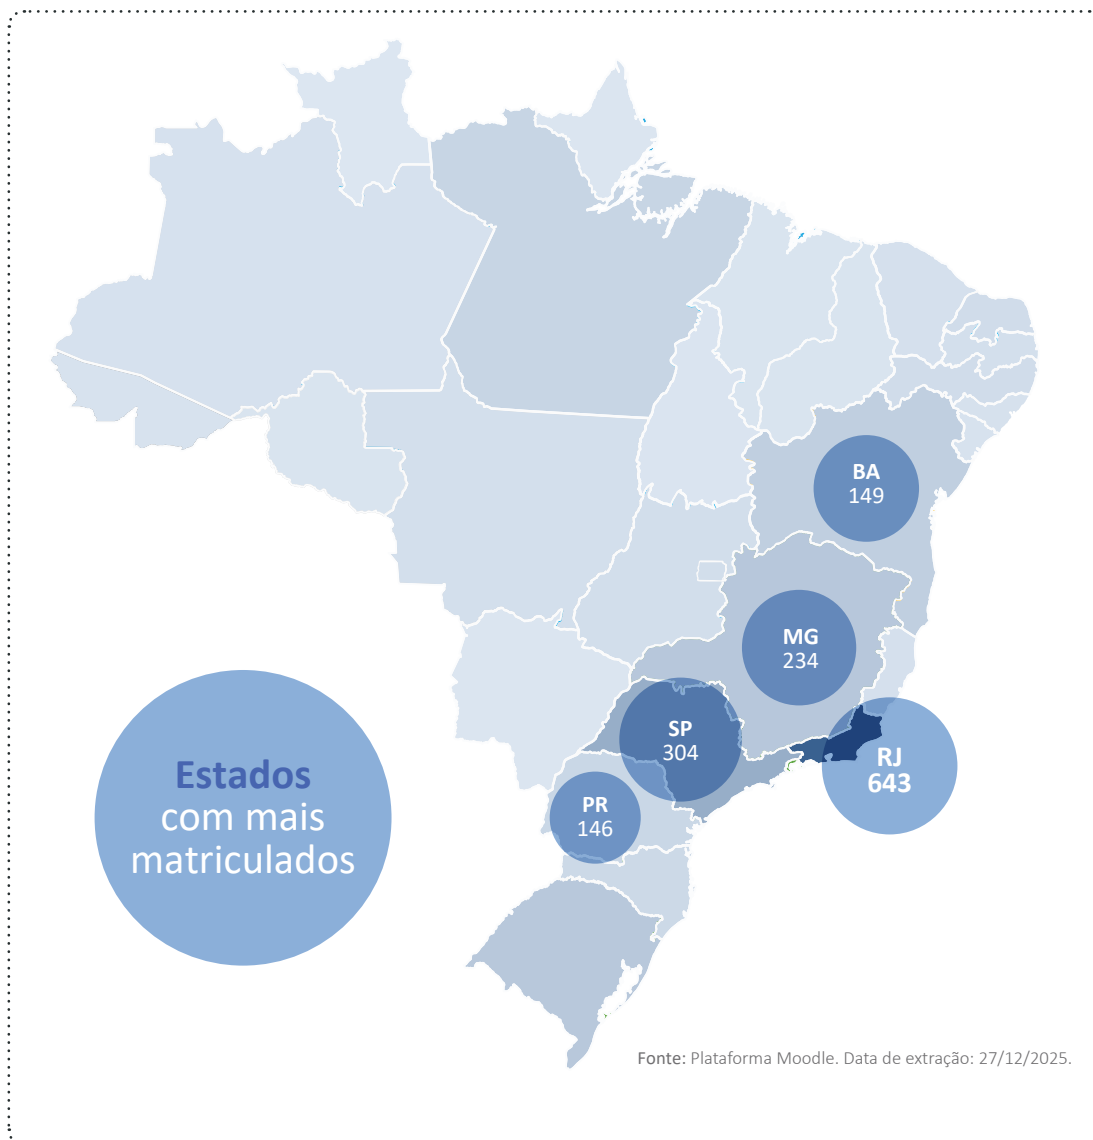 BA
149
MG
234
SP
304
RJ
643
PR
146
Estados
com mais
matriculados
Fonte: Plataforma Moodle. Data de extração: 27/12/2025.